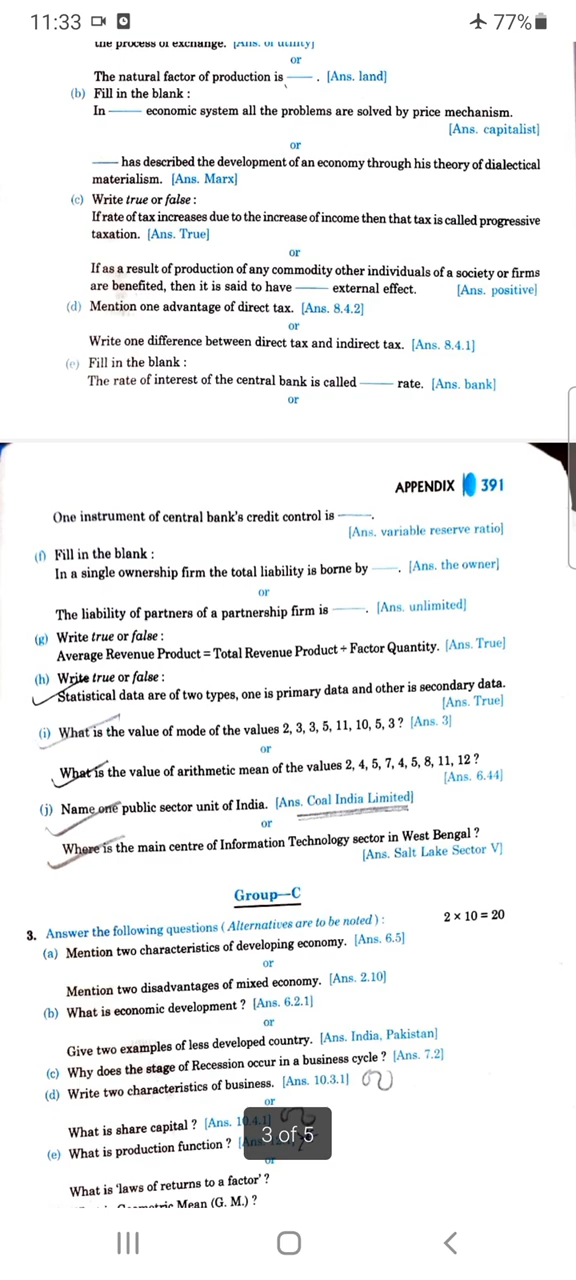 11:33 77%
the process of exchange. [Ans. of utility]
or
The natural factor of production is ——. [Ans. land]
(b) Fill in the blank :
In —— economic system all the problems are solved by price mechanism.
[Ans. capitalist]
or
—— has described the development of an economy through his theory of dialectical
materialism. [Ans. Marx]
(c) Write true or false :
If rate of tax increases due to the increase of income then that tax is called progressive
taxation. [Ans. True]
or
If as a result of production of any commodity other individuals of a society or firms
are benefited, then it is said to have —— external effect. [Ans. positive]
(d) Mention one advantage of direct tax. [Ans. 8.4.2]
or
Write one difference between direct tax and indirect tax. [Ans. 8.4.1]
(e) Fill in the blank :
The rate of interest of the central bank is called —— rate. [Ans. bank]
or
APPENDIX 391
One instrument of central bank's credit control is ——.
[Ans. variable reserve ratio]
(f) Fill in the blank :
In a single ownership firm the total liability is borne by ——. [Ans. the owner]
or
The liability of partners of a partnership firm is ——. [Ans. unlimited]
(g) Write true or false :
Average Revenue Product = Total Revenue Product ÷ Factor Quantity. [Ans. True]
(h) Write true or false :
Statistical data are of two types, one is primary data and other is secondary data.
[Ans. True]
(i) What is the value of mode of the values 2, 3, 3, 5, 11, 10, 5, 3 ? [Ans. 3]
or
What is the value of arithmetic mean of the values 2, 4, 5, 7, 4, 5, 8, 11, 12 ?
[Ans. 6.44]
(j) Name one public sector unit of India. [Ans. Coal India Limited]
or
Where is the main centre of Information Technology sector in West Bengal ?
[Ans. Salt Lake Sector V]
Group—C
3. Answer the following questions (Alternatives are to be noted) : 2 × 10 = 20
(a) Mention two characteristics of developing economy. [Ans. 6.5]
or
Mention two disadvantages of mixed economy. [Ans. 2.10]
(b) What is economic development ? [Ans. 6.2.1]
or
Give two examples of less developed country. [Ans. India, Pakistan]
(c) Why does the stage of Recession occur in a business cycle ? [Ans. 7.2]
(d) Write two characteristics of business. [Ans. 10.3.1]
or
What is share capital ? [Ans. 10.4.1]
3 of 5
(e) What is production function ?
or
What is 'laws of returns to a factor' ?
Mean (G. M.) ?